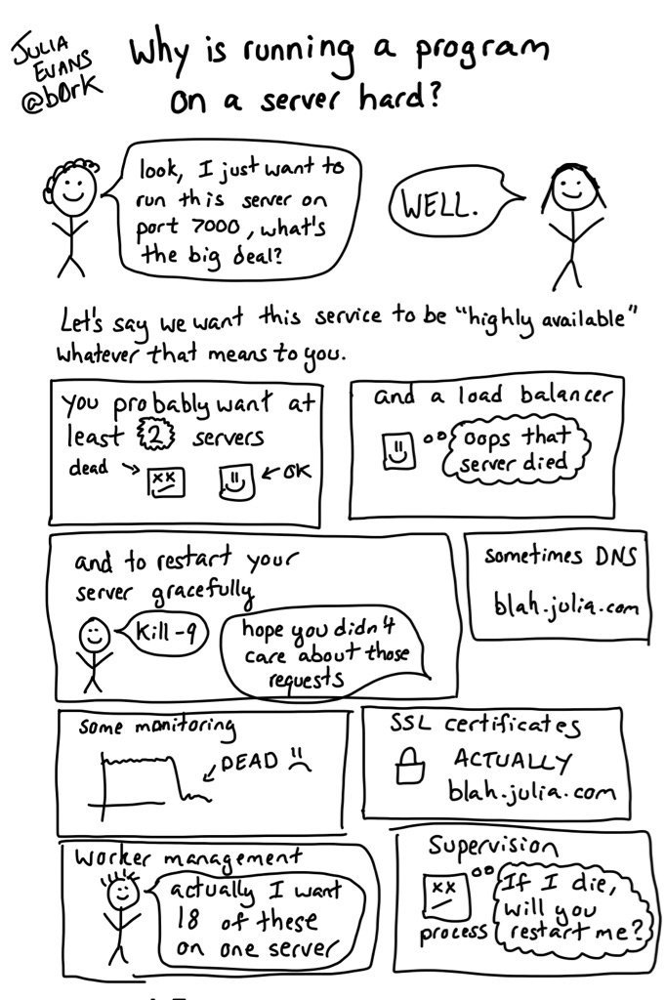 JULIA
EVANS
@b0rk
Why is running a program
on a server hard?
look, I just want to
run this server on
port 7000, what's
the big deal?
WELL.
Let's say we want this service to be "highly available"
whatever that means to you.
you probably want at
least 2 servers
dead
OK
and a load balancer
oops that
server died
and to restart your
server gracefully
kill -9
hope you didn't
care about those
requests
sometimes DNS
blah.julia.com
some monitoring
DEAD
SSL certificates
ACTUALLY
blah.julia.com
worker management
actually I want
18 of these
on one server
Supervision
process
If I die,
will you
restart me?